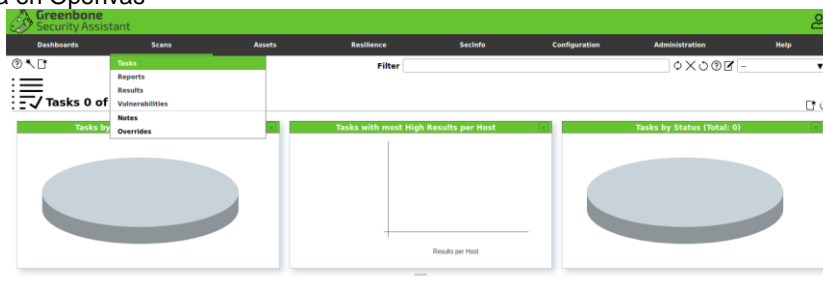 on Openvas
Greenbone
Security Assistant
Dashboards Scans Assets Resilience SecInfo Configuration Administration Help
Tasks
Reports
Results
Vulnerabilities
Notes
Overrides
Filter
--
Tasks 0 of
Tasks by
Tasks with most High Results per Host
Tasks by Status (Total: 0)
Results per Host